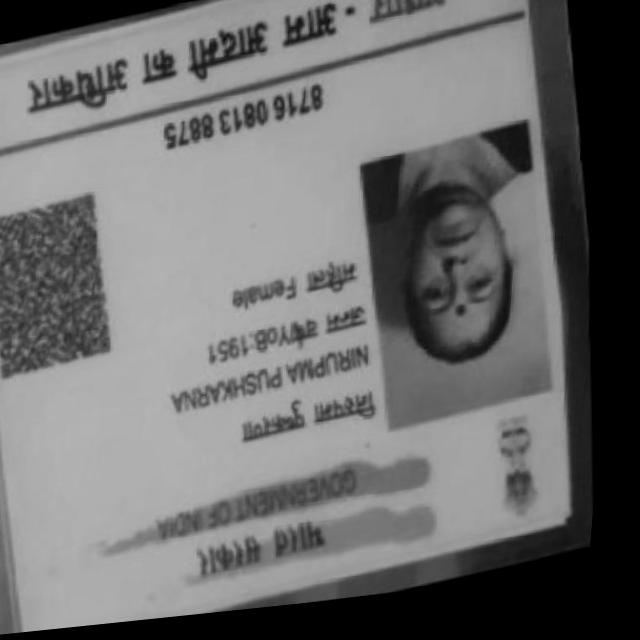 भारत सरकार
GOVERNMENT OF INDIA
निरुपमा पुष्करणा
NIRUPMA PUSHKARNA
जन्म वर्ष/YoB:1951
महिला Female
8716 0813 8875
आधार - आम आदमी का अधिकार